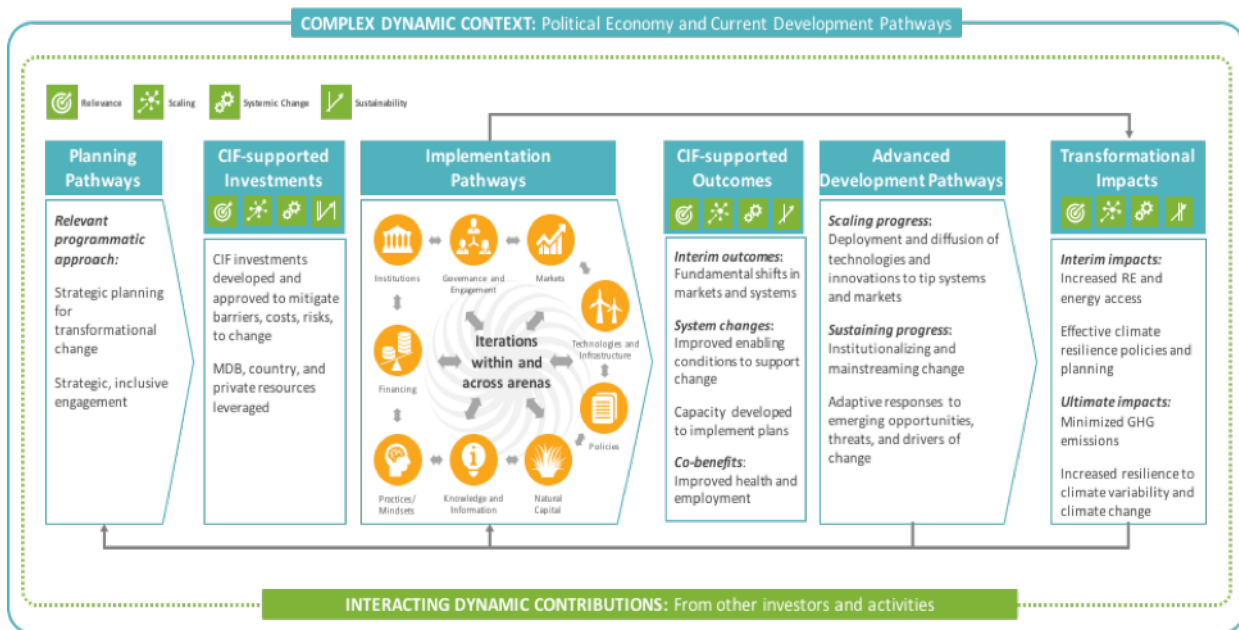 COMPLEX DYNAMIC CONTEXT: Political Economy and Current Development Pathways
Relevance
Scaling
Systemic Change
Sustainability
Planning
Pathways
Relevant
programmatic
approach:
Strategic planning
for
transformational
change
Strategic, inclusive
engagement
CIF-supported
Investments
CIF investments
developed and
approved to mitigate
barriers, costs, risks,
to change
MDB, country, and
private resources
leveraged
Implementation
Pathways
Institutions
Governance and
Engagement
Markets
Technologies and
Infrastructure
Iterations
within and
across arenas
Financing
Policies
Practices/
Mindsets
Knowledge and
Information
Natural
Capital
CIF-supported
Outcomes
Interim outcomes:
Fundamental shifts in
markets and systems
System changes:
Improved enabling
conditions to support
change
Capacity developed
to implement plans
Co-benefits:
Improved health and
employment
Advanced
Development Pathways
Scaling progress:
Deployment and diffusion of
technologies and
innovations to tip systems
and markets
Sustaining progress:
Institutionalizing and
mainstreaming change
Adaptive responses to
emerging opportunities,
threats, and drivers of
change
Transformational
Impacts
Interim impacts:
Increased RE and
energy access
Effective climate
resilience policies and
planning
Ultimate impacts:
Minimized GHG
emissions
Increased resilience to
climate variability and
climate change
INTERACTING DYNAMIC CONTRIBUTIONS: From other investors and activities